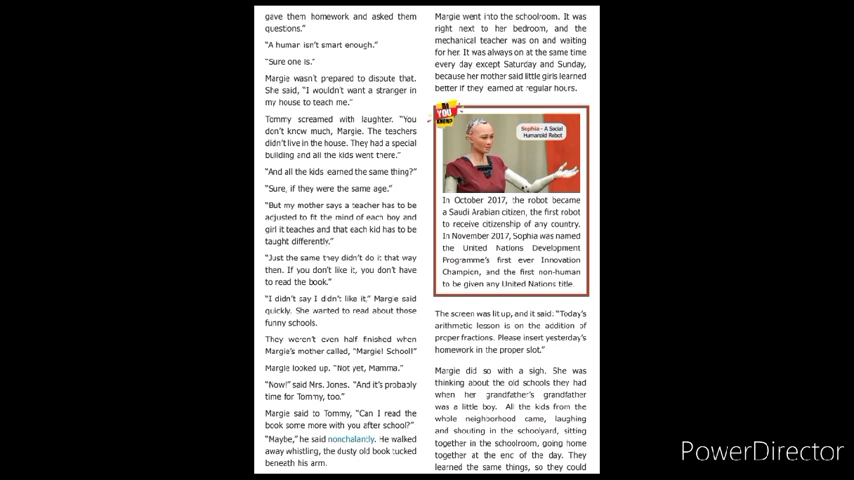 gave them homework and asked them
questions."
"A human isn't smart enough."
"Sure one is."
Margie wasn't prepared to dispute that.
She said, "I wouldn't want a stranger in
my house to teach me."
Tommy screamed with laughter. "You
don't know much, Margie. The teachers
didn't live in the house. They had a special
building and all the kids went there."
"And all the kids earned the same thing?"
"Sure, if they were the same age."
"But my mother says a teacher has to be
adjusted to fit the mind of each boy and
girl it teaches and that each kid has to be
taught differently."
"Just the same they didn't do it that way
then. If you don't like it, you don't have
to read the book."
"I didn't say I didn't like it," Margie said
quickly. She wanted to read about those
funny schools.
They weren't even half finished when
Margie's mother called, "Margie! School!"
Margie looked up. "Not yet, Mamma."
"Now!" said Mrs. Jones. "And it's probably
time for Tommy, too."
Margie said to Tommy, "Can I read the
book some more with you after school?"
"Maybe," he said nonchalantly. He walked
away whistling, the dusty old book tucked
beneath his arm.
Margie went into the schoolroom. It was
right next to her bedroom, and the
mechanical teacher was on and waiting
for her. It was always on at the same time
every day except Saturday and Sunday,
because her mother said little girls learned
better if they earned at regular hours.
YOU
KNOW?
Sophia - A Social
Humanoid Robot
In October 2017, the robot became
a Saudi Arabian citizen, the first robot
to receive citizenship of any country.
In November 2017, Sophia was named
the United Nations Development
Programme's first ever Innovation
Champion, and the first non-human
to be given any United Nations title.
The screen was lit up, and it said: "Today's
arithmetic lesson is on the addition of
proper fractions. Please insert yesterday's
homework in the proper slot."
Margie did so with a sigh. She was
thinking about the old schools they had
when her grandfather's grandfather
was a little boy. All the kids from the
whole neighborhood came, laughing
and shouting in the schoolyard, sitting
together in the schoolroom, going home
together at the end of the day. They
learned the same things, so they could
PowerDirector